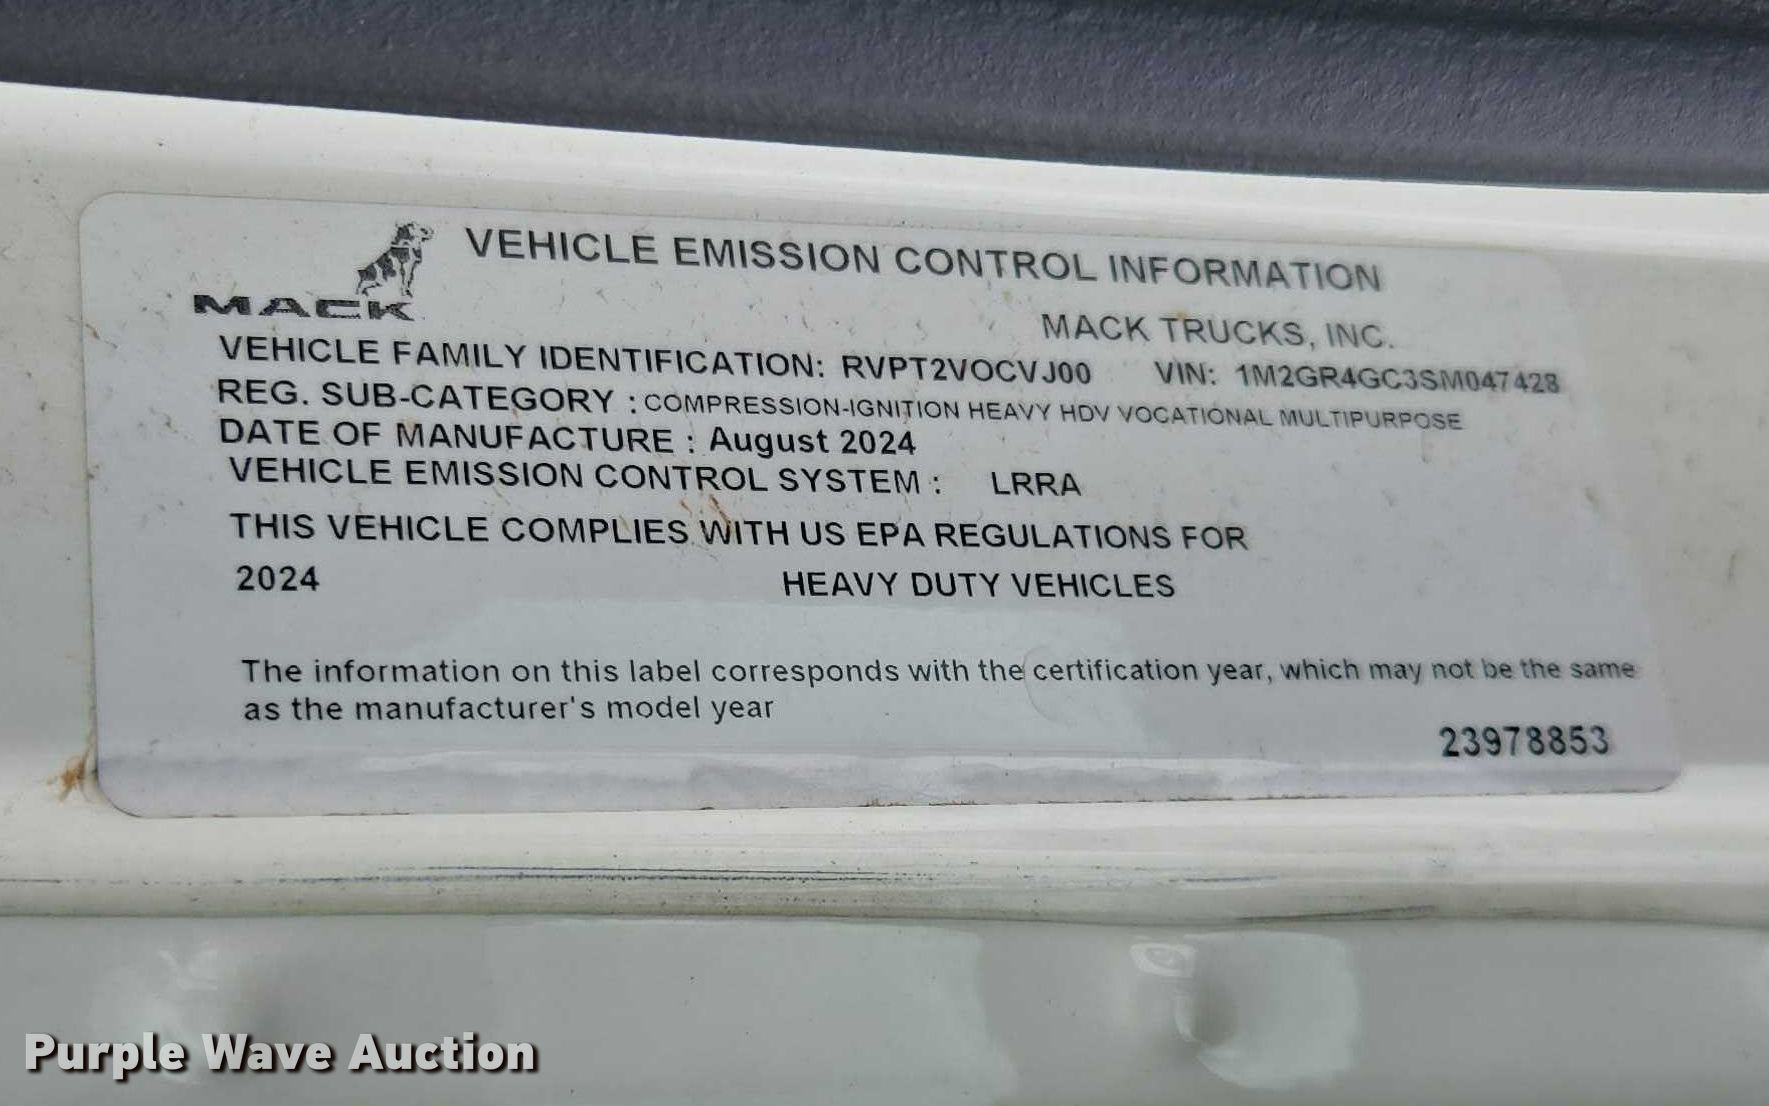 VEHICLE EMISSION CONTROL INFORMATION
MACK
MACK TRUCKS, INC.
VEHICLE FAMILY IDENTIFICATION: RVPT2VOCVJ00 VIN: 1M2GR4GC3SM047428
REG. SUB-CATEGORY : COMPRESSION-IGNITION HEAVY HDV VOCATIONAL MULTIPURPOSE
DATE OF MANUFACTURE : August 2024
VEHICLE EMISSION CONTROL SYSTEM : LRRA
THIS VEHICLE COMPLIES WITH US EPA REGULATIONS FOR
2024 HEAVY DUTY VEHICLES
The information on this label corresponds with the certification year, which may not be the same
as the manufacturer's model year
23978853
Purple Wave Auction